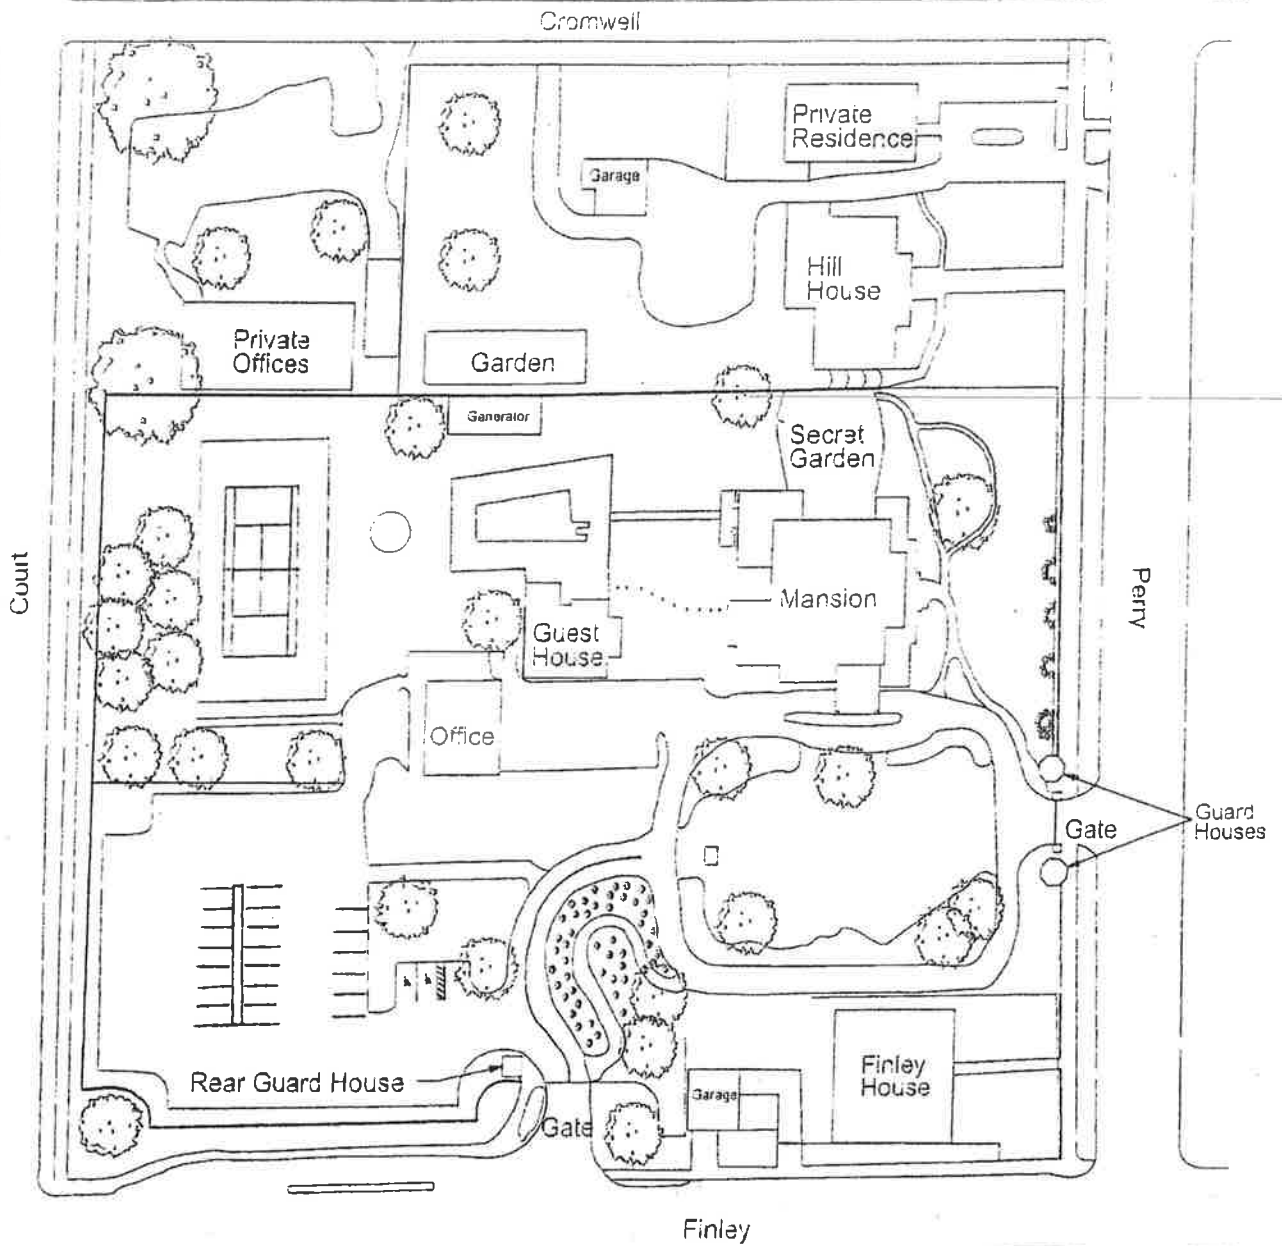 Cromwell
Private
Residence
Garage
Hill
House
Private
Offices
Garden
Generator
Secret
Garden
Court
Perry
Mansion
Guest
House
Office
Guard
Houses
Gate
Rear Guard House
Finley
House
Garage
Gate
Finley